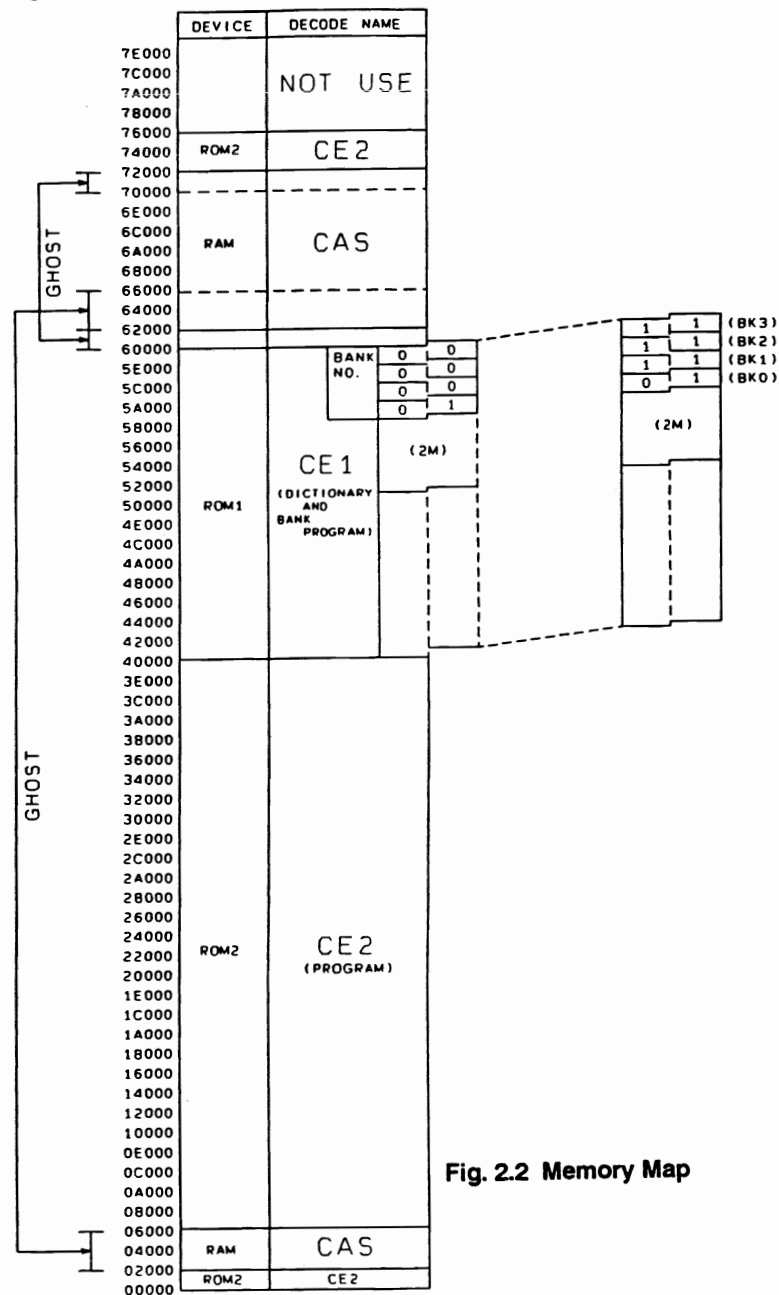 DEVICE DECODE NAME
7E000
7C000
7A000
78000
NOT USE
76000
74000 ROM2 CE2
72000
70000
6E000
6C000
6A000 RAM CAS
68000
66000
64000
62000
60000
GHOST
BANK NO.
0 0
0 0
0 0
0 1
1 1 (BK3)
1 1 (BK2)
1 1 (BK1)
0 1 (BK0)
5E000
5C000
5A000
58000
56000
54000
52000
50000
4E000
4C000
4A000
48000
46000
44000
42000
40000
ROM1
CE1
(DICTIONARY
AND
BANK
PROGRAM)
(2M)
(2M)
3E000
3C000
3A000
38000
36000
34000
32000
30000
2E000
2C000
2A000
28000
26000
24000
22000
20000
1E000
1C000
1A000
18000
16000
14000
12000
10000
0E000
0C000
0A000
08000
ROM2
CE2
(PROGRAM)
GHOST
06000
04000 RAM CAS
02000
ROM2 CE2
00000
Fig. 2.2 Memory Map